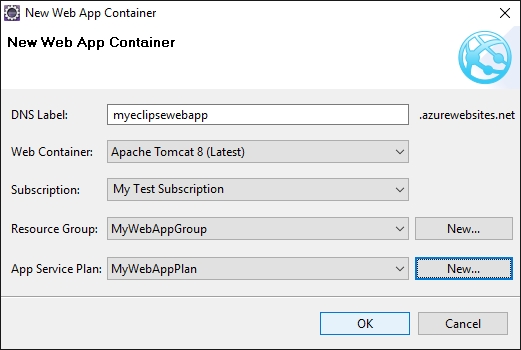 New Web App Container
New Web App Container
DNS Label: myeclipsewebapp .azurewebsites.net
Web Container: Apache Tomcat 8 (Latest)
Subscription: My Test Subscription
Resource Group: MyWebAppGroup New...
App Service Plan: MyWebAppPlan New...
OK Cancel